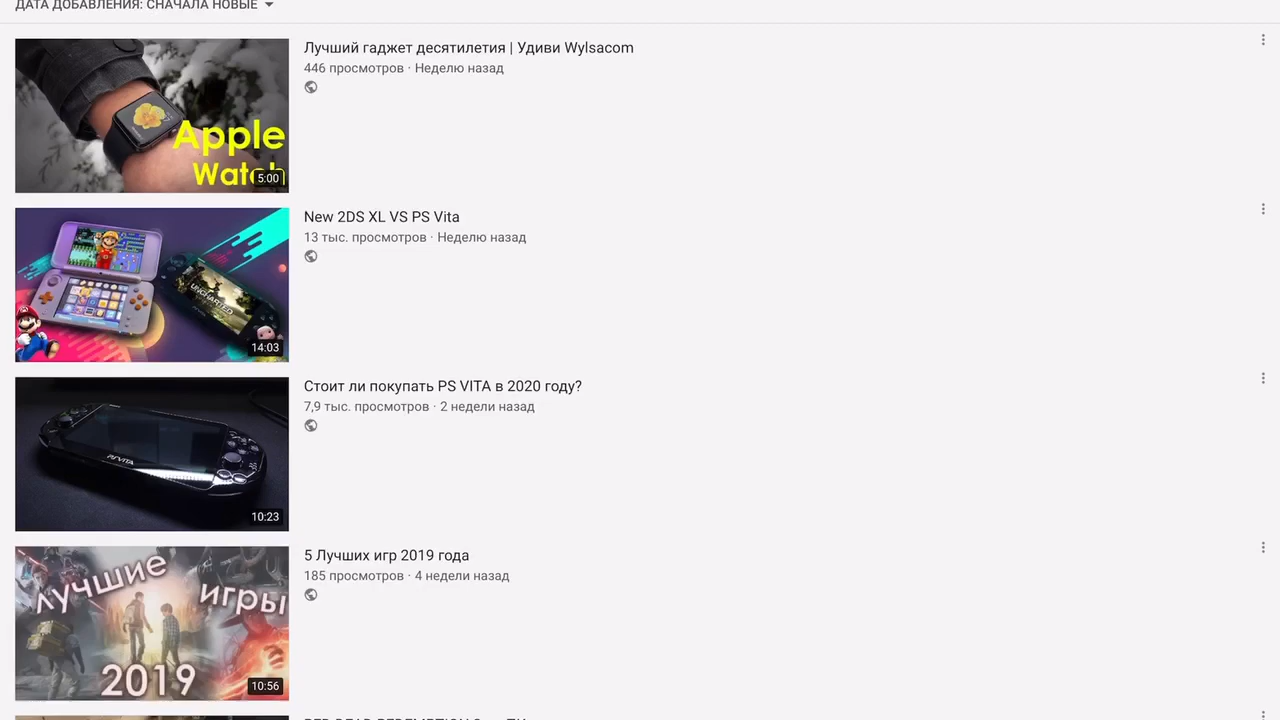 ДАТА ДОБАВЛЕНИЯ: СНАЧАЛА НОВЫЕ
Лучший гаджет десятилетия | Удиви Wylsacom
446 просмотров · Неделю назад
Apple
Watch
5:00
New 2DS XL VS PS Vita
13 тыс. просмотров · Неделю назад
UNCHARTED
14:03
Стоит ли покупать PS VITA в 2020 году?
7,9 тыс. просмотров · 2 недели назад
PSVITA
10:23
5 Лучших игр 2019 года
185 просмотров · 4 недели назад
лучшие
игры
2019
10:56